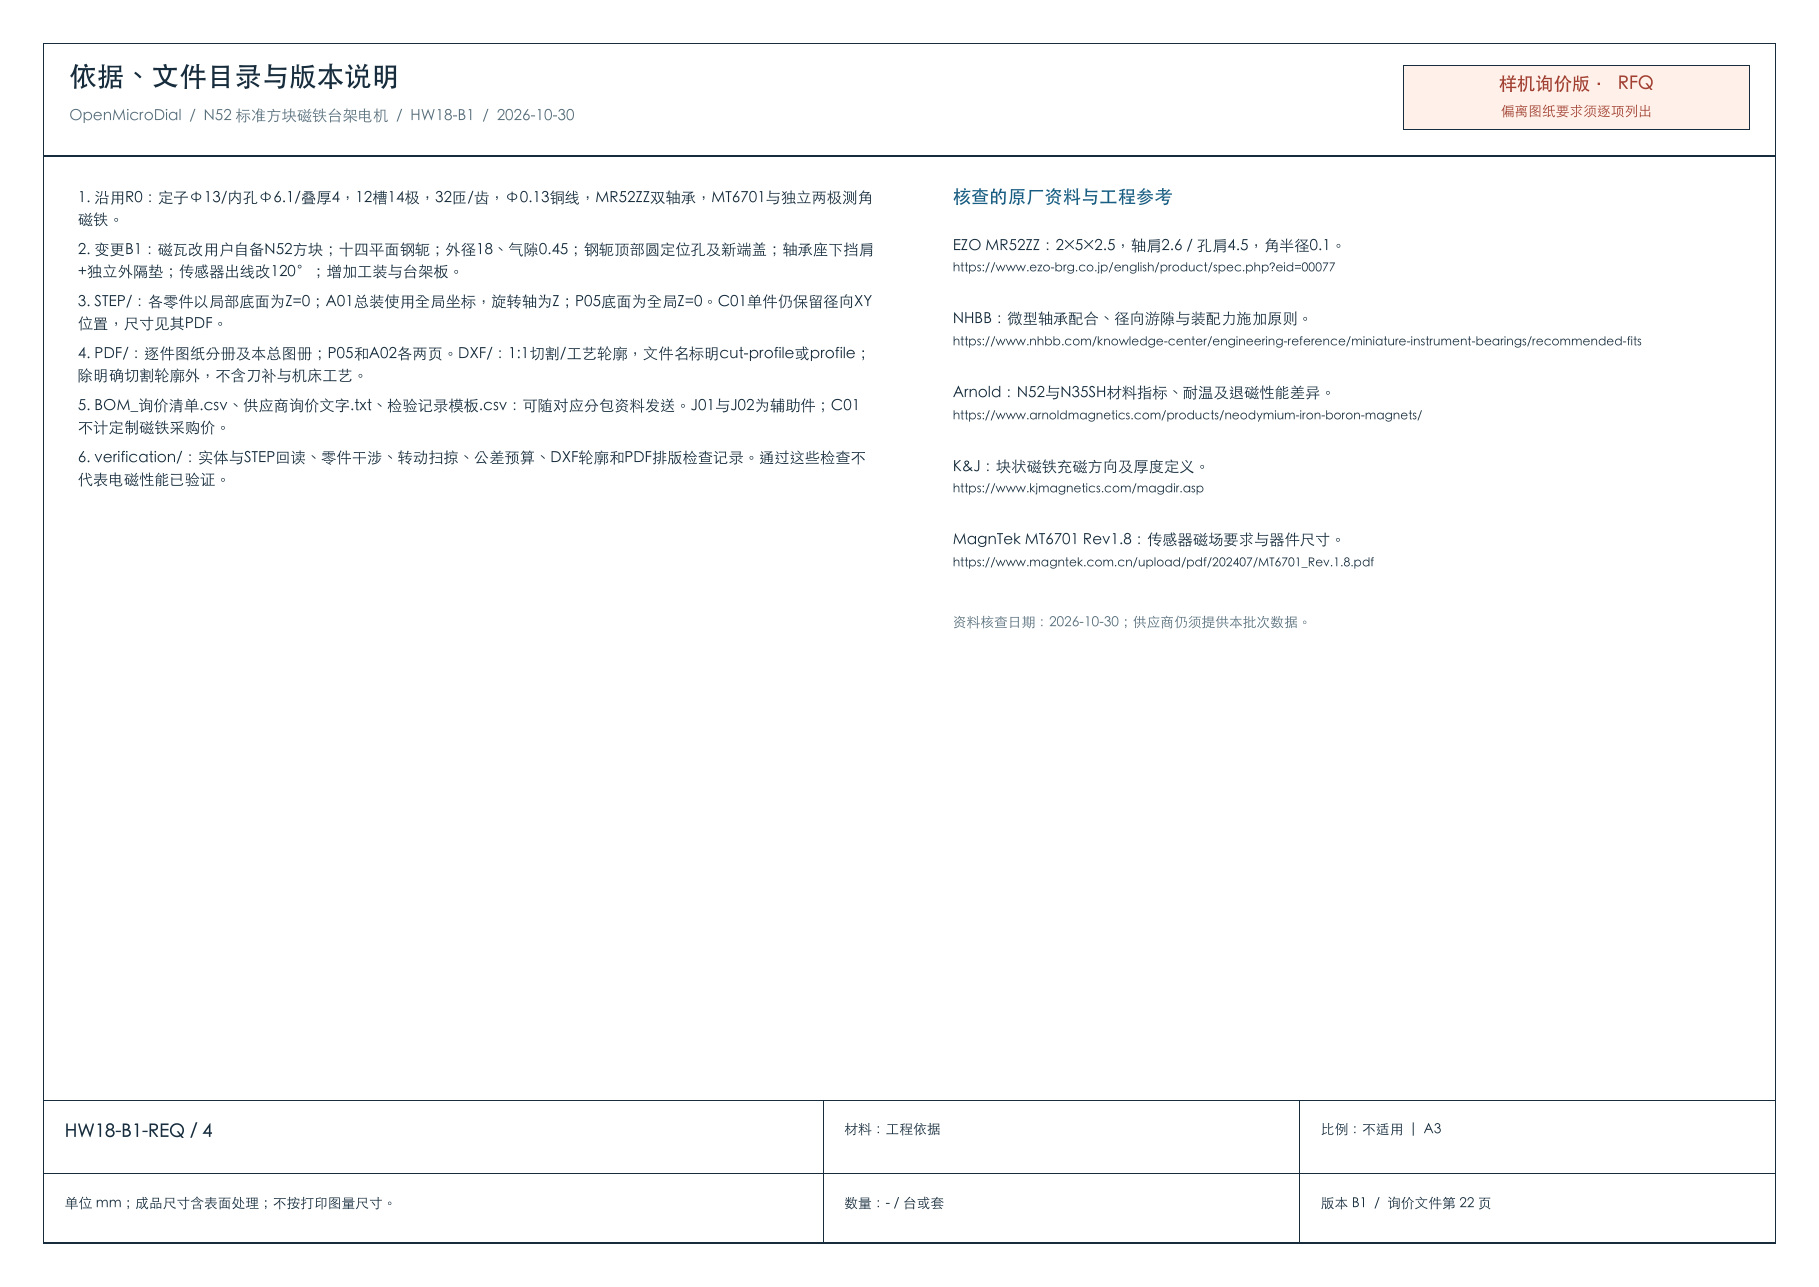 依据、文件目录与版本说明
OpenMicroDial / N52 标准方块磁铁台架电机 / HW18-B1 / 2026-10-30
样机询价版 · RFQ
偏离图纸要求须逐项列出
1. 沿用R0：定子Φ13/内孔Φ6.1/叠厚4，12槽14极，32匝/齿，Φ0.13铜线，MR52ZZ双轴承，MT6701与独立两极测角
磁铁。
2. 变更B1：磁瓦改用户自备N52方块；十四平面钢轭；外径18、气隙0.45；钢轭顶部圆定位孔及新端盖；轴承座下挡肩
+独立外隔垫；传感器出线改120°；增加工装与台架板。
3. STEP/：各零件以局部底面为Z=0；A01总装使用全局坐标，旋转轴为Z；P05底面为全局Z=0。C01单件仍保留径向XY
位置，尺寸见其PDF。
4. PDF/：逐件图纸分册及本总图册；P05和A02各两页。DXF/：1:1切割/工艺轮廓，文件名标明cut-profile或profile；
除明确切割轮廓外，不含刀补与机床工艺。
5. BOM_询价清单.csv、供应商询价文字.txt、检验记录模板.csv：可随对应分包资料发送。J01与J02为辅助件；C01
不计定制磁铁采购价。
6. verification/：实体与STEP回读、零件干涉、转动扫掠、公差预算、DXF轮廓和PDF排版检查记录。通过这些检查不
代表电磁性能已验证。
核查的原厂资料与工程参考
EZO MR52ZZ：2×5×2.5，轴肩2.6 / 孔肩4.5，角半径0.1。
https://www.ezo-brg.co.jp/english/product/spec.php?eid=00077
NHBB：微型轴承配合、径向游隙与装配力施加原则。
https://www.nhbb.com/knowledge-center/engineering-reference/miniature-instrument-bearings/recommended-fits
Arnold：N52与N35SH材料指标、耐温及退磁性能差异。
https://www.arnoldmagnetics.com/products/neodymium-iron-boron-magnets/
K&J：块状磁铁充磁方向及厚度定义。
https://www.kjmagnetics.com/magdir.asp
MagnTek MT6701 Rev1.8：传感器磁场要求与器件尺寸。
https://www.magntek.com.cn/upload/pdf/202407/MT6701_Rev.1.8.pdf
资料核查日期：2026-10-30；供应商仍须提供本批次数据。
HW18-B1-REQ / 4
材料：工程依据
比例：不适用 | A3
单位 mm；成品尺寸含表面处理；不按打印图量尺寸。
数量：- / 台或套
版本 B1 / 询价文件第 22 页